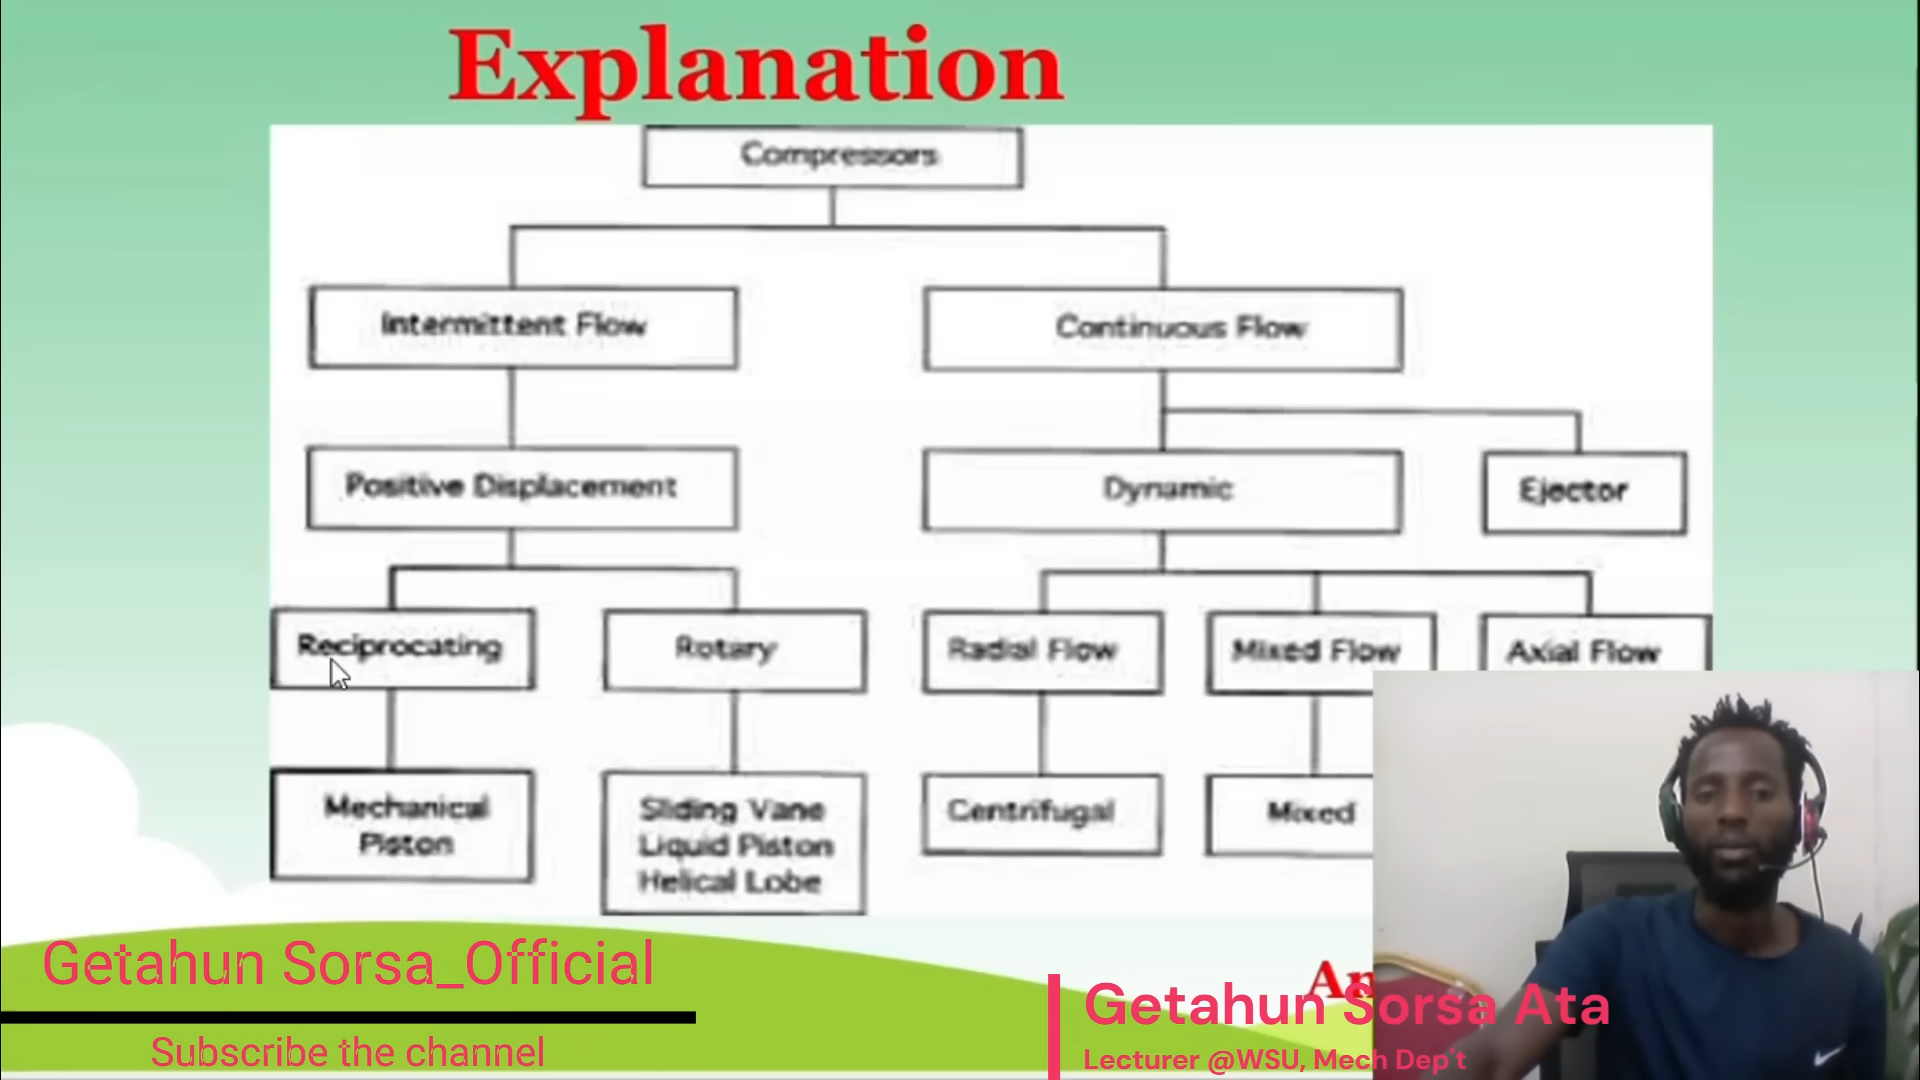 Explanation
Compressors
Intermittent Flow
Continuous Flow
Positive Displacement
Dynamic
Ejector
Reciprocating
Rotary
Radial Flow
Mixed Flow
Axial Flow
Mechanical
Piston
Sliding Vane
Liquid Piston
Helical Lobe
Centrifugal
Mixed
Getahun Sorsa_Official
Subscribe the channel
Getahun Sorsa Ata
Lecturer @WSU, Mech Dep't